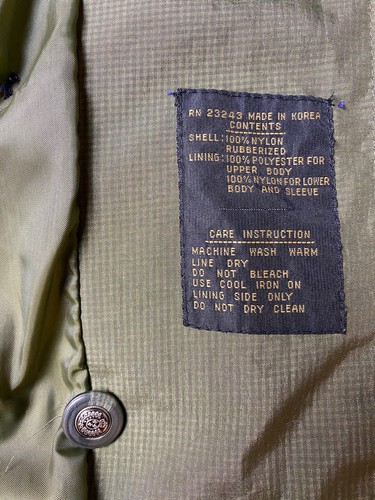 RN 23243 MADE IN KOREA
CONTENTS
SHELL: 100% NYLON
RUBBERIZED
LINING: 100% POLYESTER FOR
UPPER BODY
100% NYLON FOR LOWER
BODY AND SLEEVE
CARE INSTRUCTION
MACHINE WASH WARM
LINE DRY
DO NOT BLEACH
USE COOL IRON ON
LINING SIDE ONLY
DO NOT DRY CLEAN